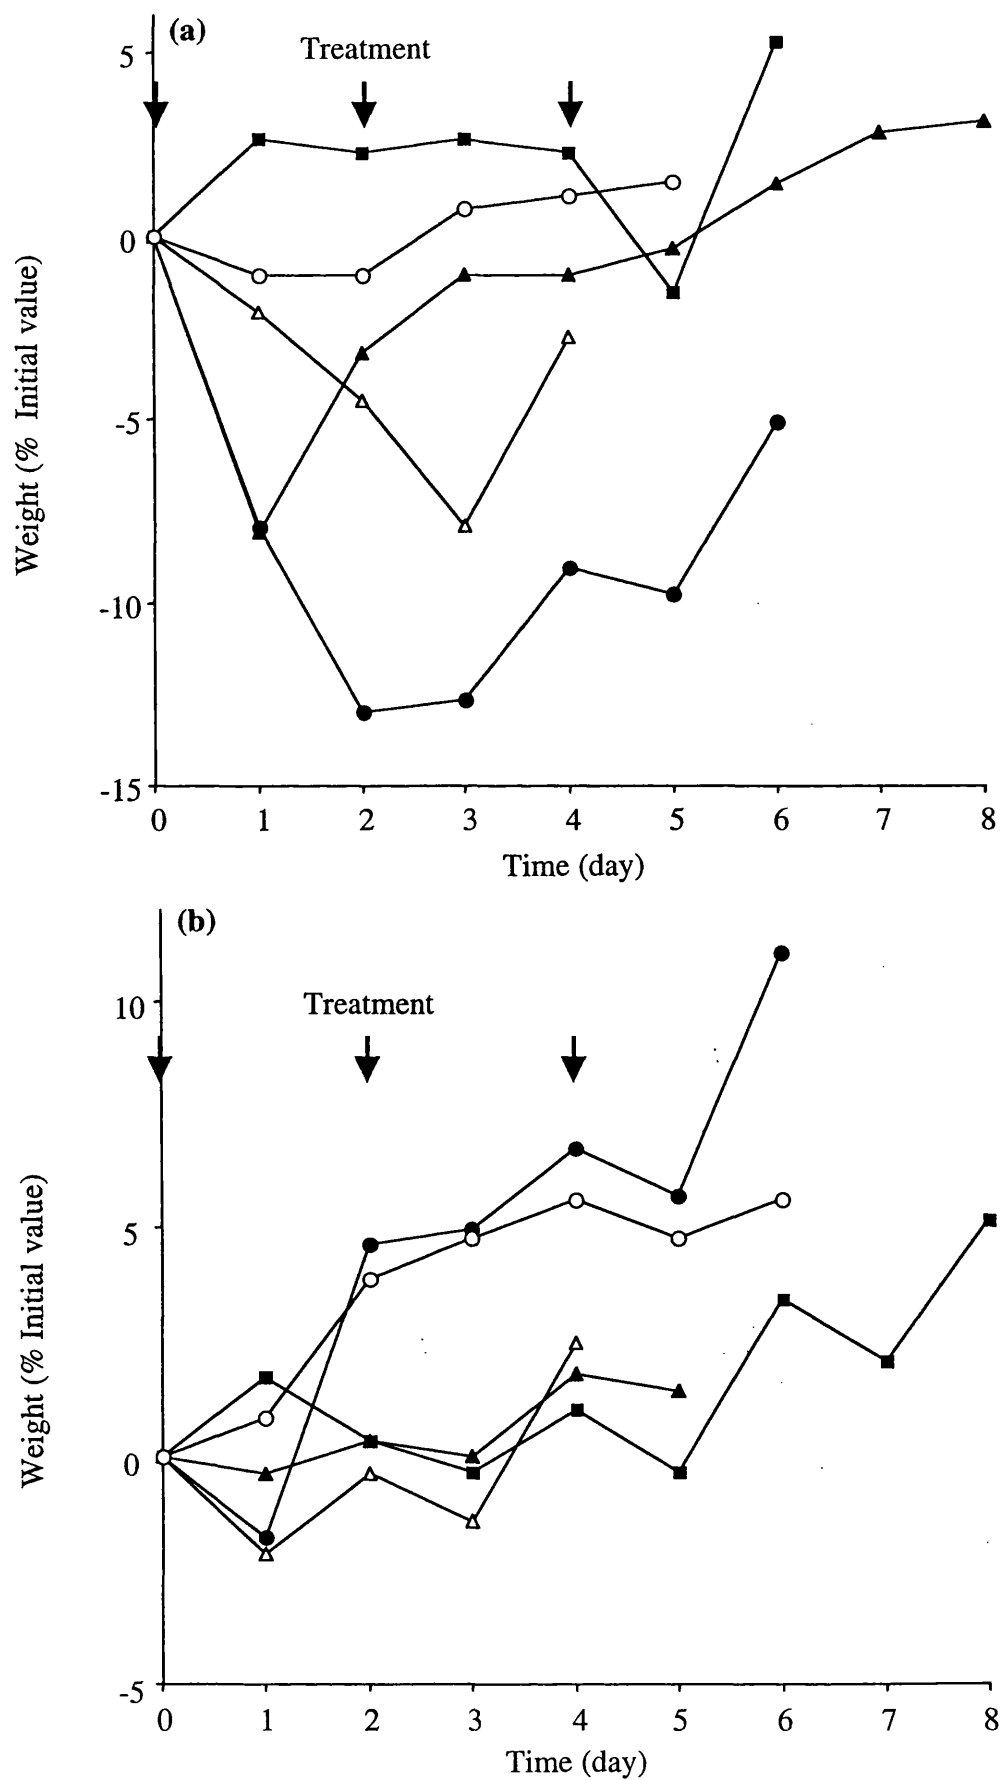 (a)
Treatment
5
0
-5
-10
-15
Weight (% Initial value)
0 1 2 3 4 5 6 7 8
Time (day)
(b)
Treatment
10
5
0
-5
Weight (% Initial value)
0 1 2 3 4 5 6 7 8
Time (day)